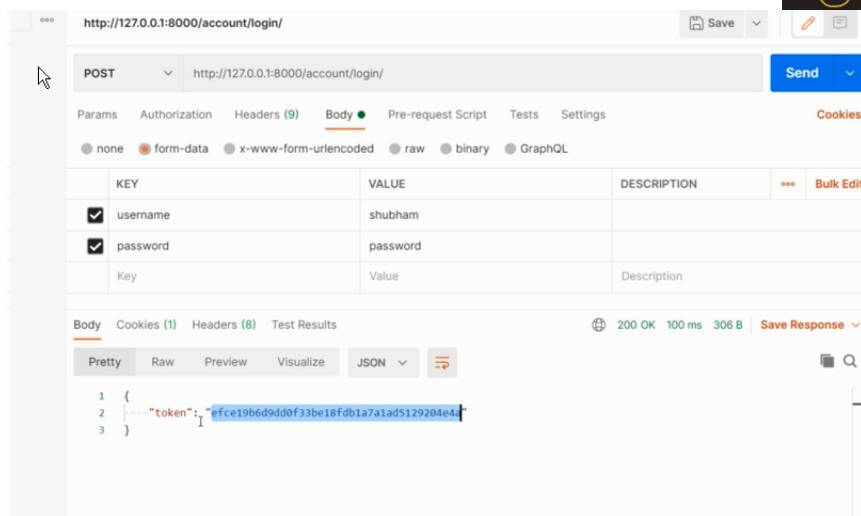 http://127.0.0.1:8000/account/login/ Save
POST http://127.0.0.1:8000/account/login/ Send
Params Authorization Headers (9) Body Pre-request Script Tests Settings Cookies
none form-data x-www-form-urlencoded raw binary GraphQL
KEY VALUE DESCRIPTION Bulk Edit
username shubham
password password
Key Value Description
Body Cookies (1) Headers (8) Test Results 200 OK 100 ms 306 B Save Response
Pretty Raw Preview Visualize JSON
1 {
2 "token": "efce19b6d9dd0f33be18fdb1a7a1ad5129204e4a"
3 }